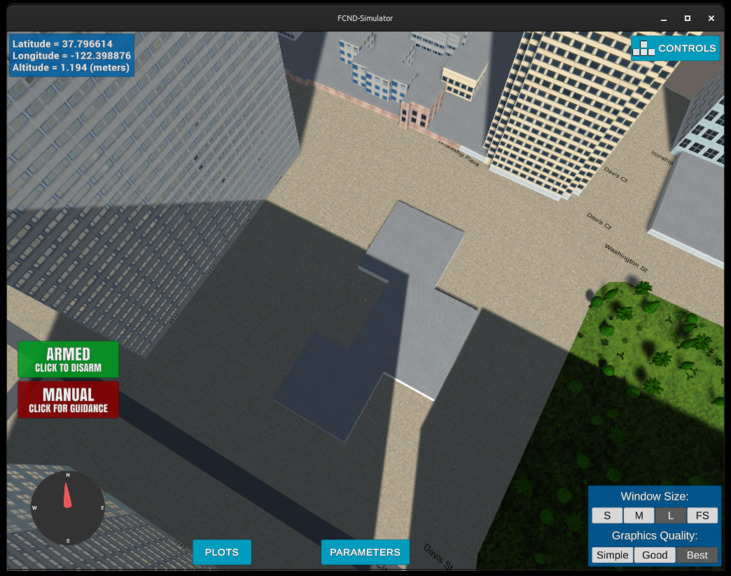 FCND-Simulator
Latitude = 37.796614
Longitude = -122.398876
Altitude = 1.194 (meters)
CONTROLS
Davis Ct
Davis Ct
Washington St
ARMED
CLICK TO DISARM
MANUAL
CLICK FOR GUIDANCE
N
W
E
S
PLOTS
PARAMETERS
Davis St
Window Size:
S
M
L
FS
Graphics Quality:
Simple
Good
Best